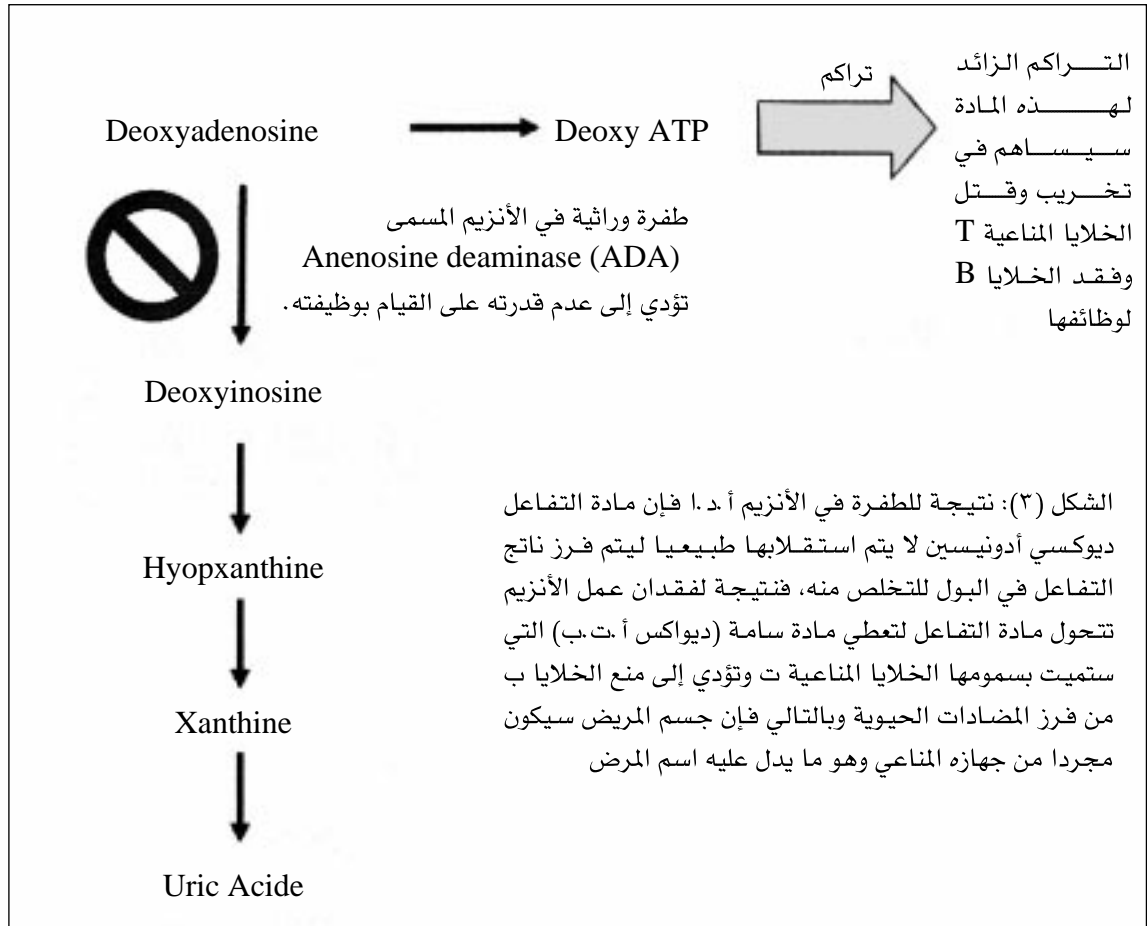 التراكم الزائد
لهذه المادة
سيساهم في
تخريب وقتل
الخلايا المناعية T
وفقد الخلايا B
لوظائفها
تراكم
Deoxyadenosine
Deoxy ATP
طفرة وراثية في الأنزيم المسمى
Anenosine deaminase (ADA)
تؤدي إلى عدم قدرته على القيام بوظيفته.
Deoxyinosine
Hyopxanthine
Xanthine
Uric Acide
الشكل (٣): نتيجة للطفرة في الأنزيم أ.د.ا فإن مادة التفاعل
ديوكسي أدونيسين لا يتم استقلابها طبيعيا ليتم فرز ناتج
التفاعل في البول للتخلص منه، فنتيجة لفقدان عمل الأنزيم
تتحول مادة التفاعل لتعطي مادة سامة (ديواكس أ.ت.ب) التي
ستميت بسمومها الخلايا المناعية ت وتؤدي إلى منع الخلايا ب
من فرز المضادات الحيوية وبالتالي فإن جسم المريض سيكون
مجردا من جهازه المناعي وهو ما يدل عليه اسم المرض